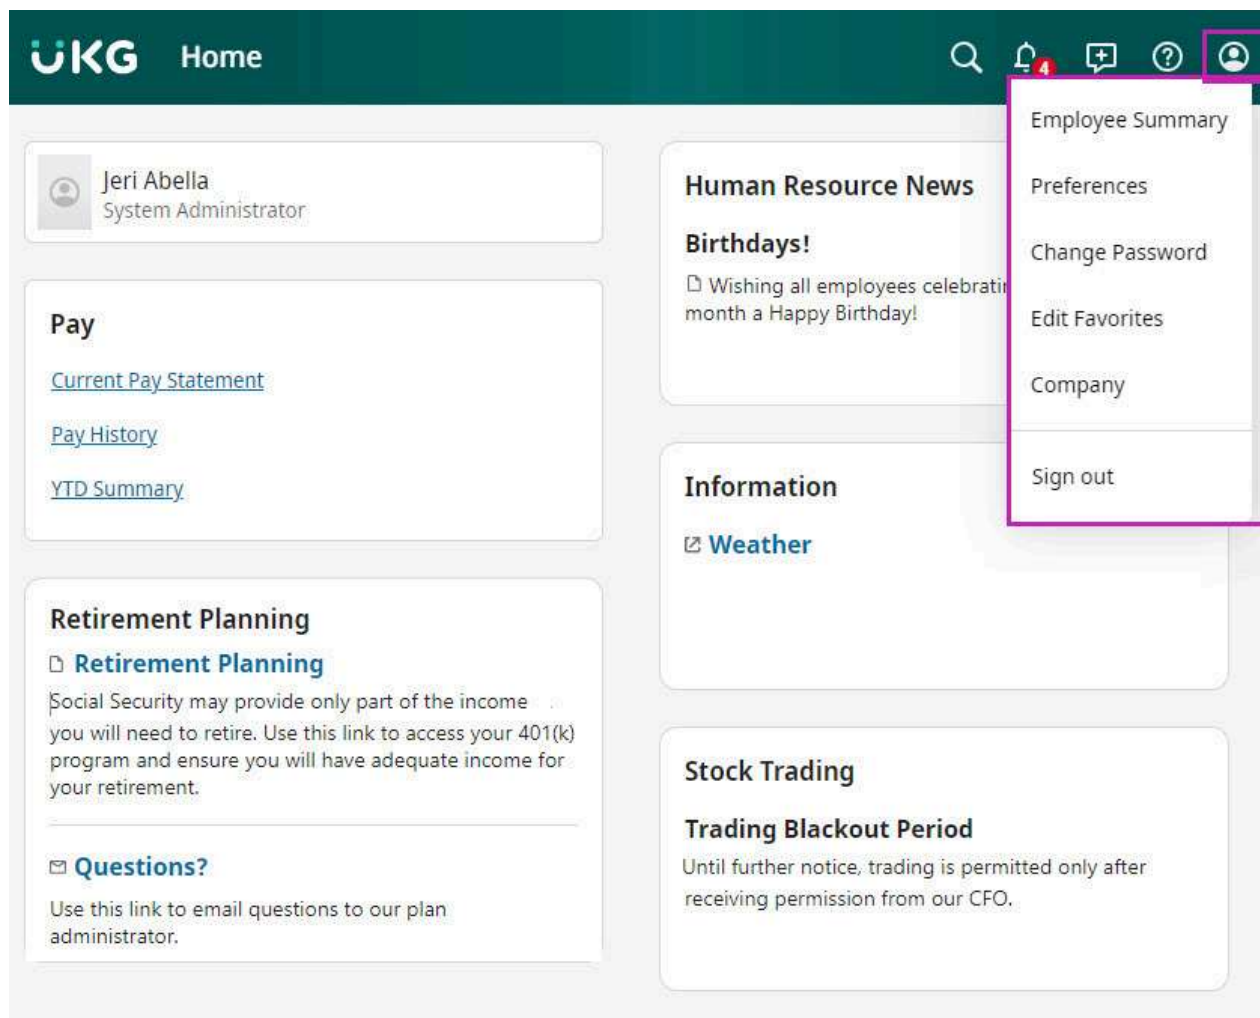 UKG Home
4
Employee Summary
Preferences
Change Password
Edit Favorites
Company
Sign out
Jeri Abella
System Administrator
Pay
Current Pay Statement
Pay History
YTD Summary
Retirement Planning
Retirement Planning
Social Security may provide only part of the income
you will need to retire. Use this link to access your 401(k)
program and ensure you will have adequate income for
your retirement.
Questions?
Use this link to email questions to our plan
administrator.
Human Resource News
Birthdays!
Wishing all employees
month a Happy Birthday!
Information
Weather
Stock Trading
Trading Blackout Period
Until further notice, trading is permitted only after
receiving permission from our CFO.